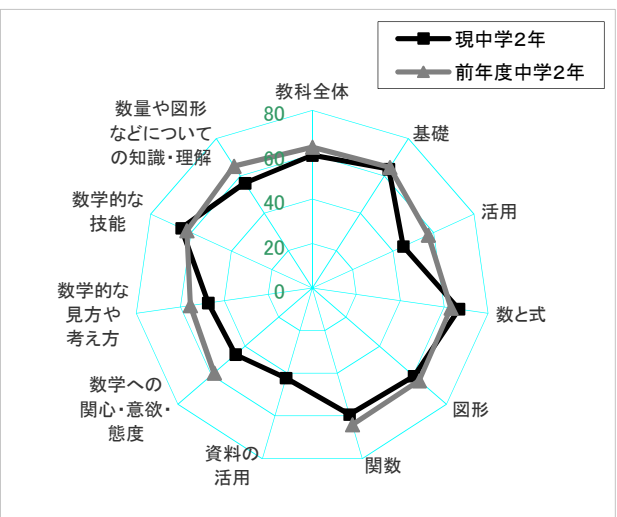 現中学2年
前年度中学2年
教科全体
基礎
活用
数と式
図形
関数
資料の
活用
数学への
関心・意欲・
態度
数学的な
見方や
考え方
数学的な
技能
数量や図形
などについて
の知識・理解
80
60
40
20
0